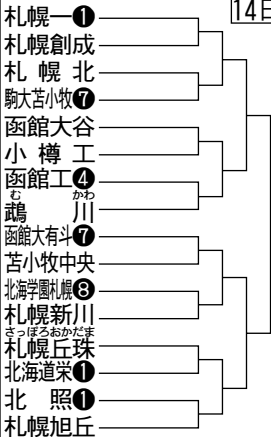 14日
札幌一❶
札幌創成
札幌北
駒大苫小牧❼
函館大谷
小樽工
函館工❹
むかわ
鵡川
函館大有斗❼
苫小牧中央
北海学園札幌❽
札幌新川
さっぽろおかだま
札幌丘珠
北海道栄❶
北照❶
札幌旭丘